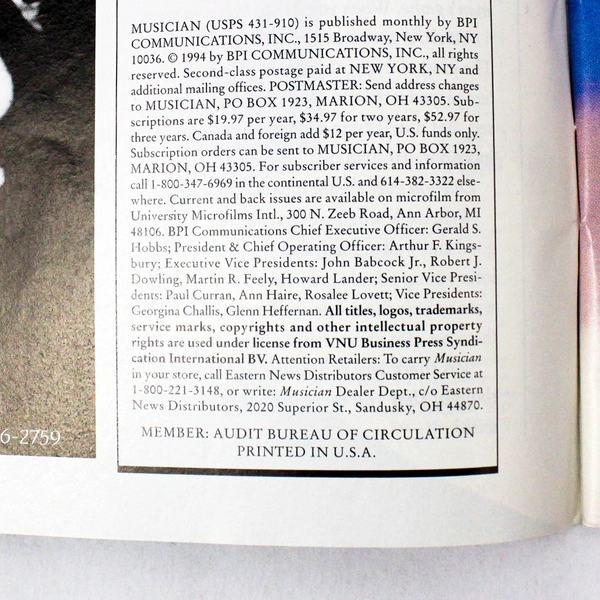 MUSICIAN (USPS 431-910) is published monthly by BPI
COMMUNICATIONS, INC., 1515 Broadway, New York, NY
10036. © 1994 by BPI COMMUNICATIONS, INC., all rights
reserved. Second-class postage paid at NEW YORK, NY and
additional mailing offices. POSTMASTER: Send address changes
to MUSICIAN, PO BOX 1923, MARION, OH 43305. Sub-
scriptions are $19.97 per year, $34.97 for two years, $52.97 for
three years. Canada and foreign add $12 per year, U.S. funds only.
Subscription orders can be sent to MUSICIAN, PO BOX 1923,
MARION, OH 43305. For subscriber services and information
call 1-800-347-6969 in the continental U.S. and 614-382-3322 else-
where. Current and back issues are available on microfilm from
University Microfilms Intl., 300 N. Zeeb Road, Ann Arbor, MI
48106. BPI Communications Chief Executive Officer: Gerald S.
Hobbs; President & Chief Operating Officer: Arthur F. Kings-
bury; Executive Vice Presidents: John Babcock Jr., Robert J.
Dowling, Martin R. Feely, Howard Lander; Senior Vice Presi-
dents: Paul Curran, Ann Haire, Rosalee Lovett; Vice Presidents:
Georgina Challis, Glenn Heffernan. All titles, logos, trademarks,
service marks, copyrights and other intellectual property
rights are used under license from VNU Business Press Syndi-
cation International BV. Attention Retailers: To carry Musician
in your store, call Eastern News Distributors Customer Service at
1-800-221-3148, or write: Musician Dealer Dept., c/o Eastern
News Distributors, 2020 Superior St., Sandusky, OH 44870.
MEMBER: AUDIT BUREAU OF CIRCULATION
PRINTED IN U.S.A.
6-2759